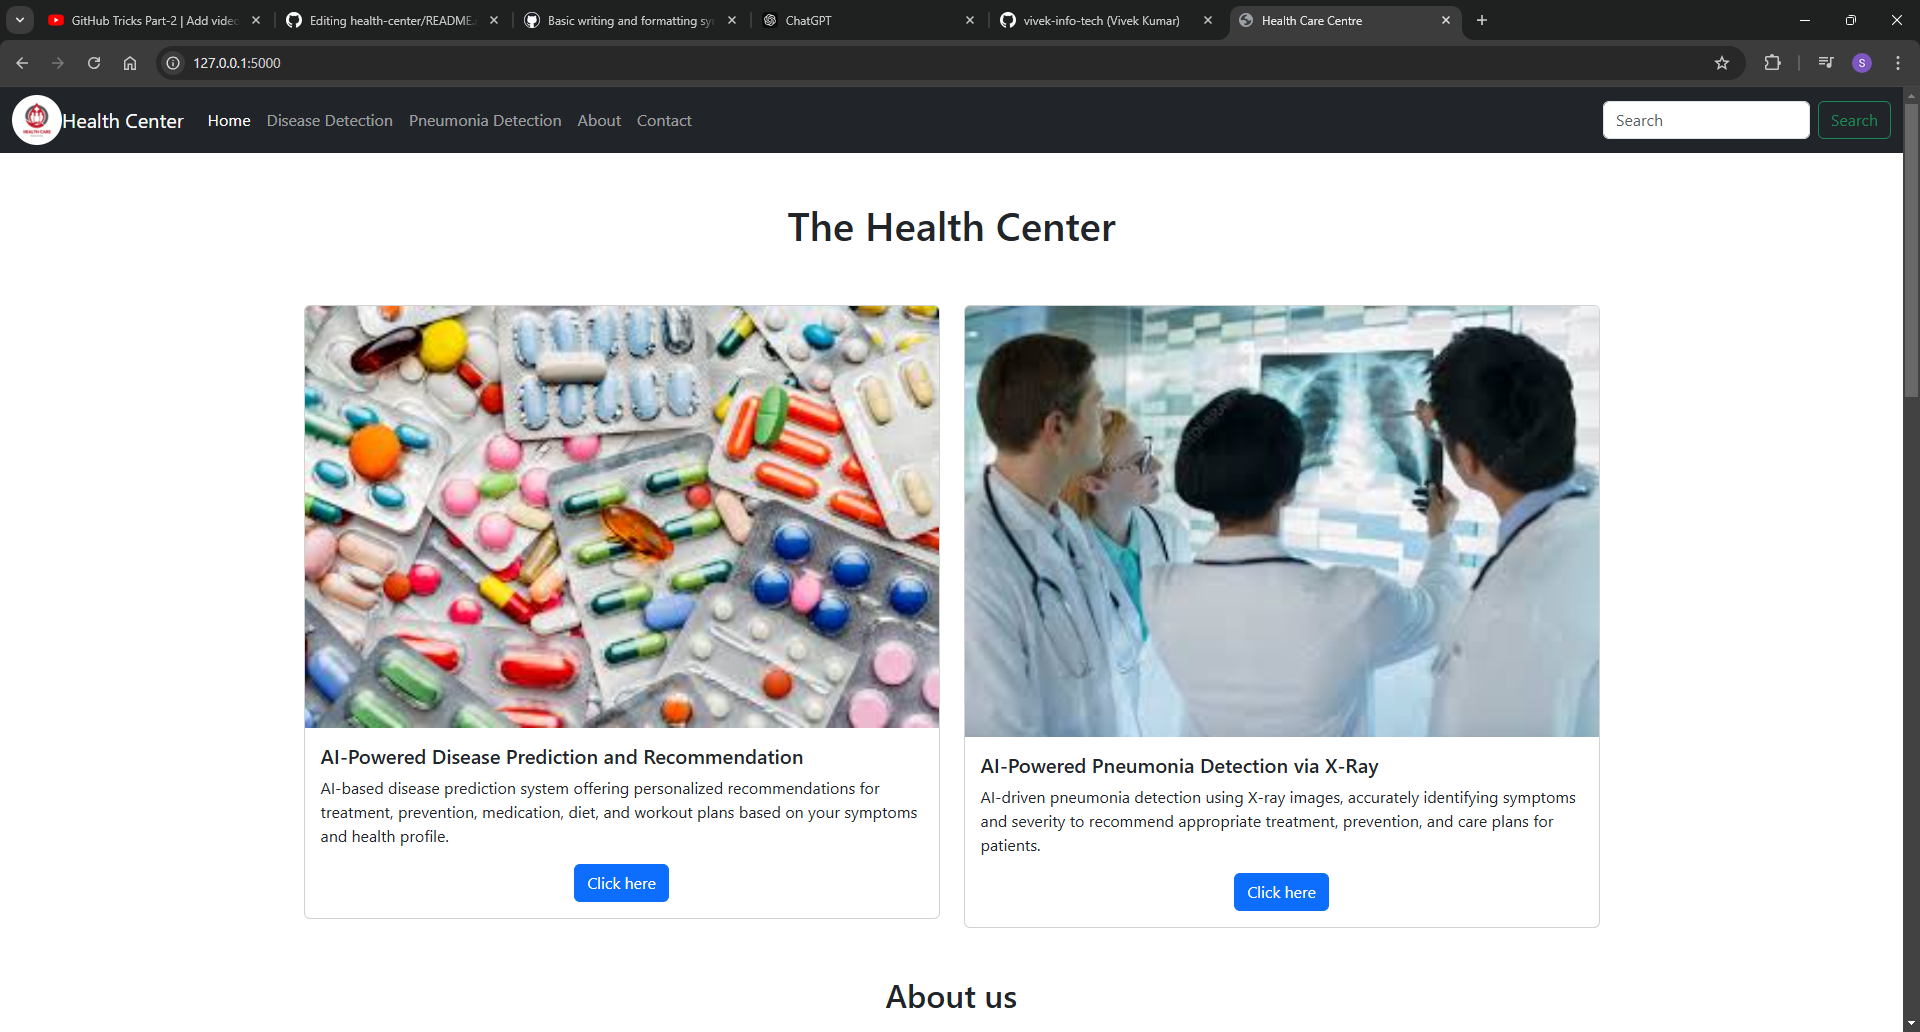 GitHub Tricks Part-2 | Add video
Editing health-center/README.
Basic writing and formatting sy
ChatGPT
vivek-info-tech (Vivek Kumar)
Health Care Centre
127.0.0.1:5000
S
HEALTH CARE
Health Center
Home
Disease Detection
Pneumonia Detection
About
Contact
Search
Search
The Health Center
AI-Powered Disease Prediction and Recommendation
AI-based disease prediction system offering personalized recommendations for
treatment, prevention, medication, diet, and workout plans based on your symptoms
and health profile.
Click here
AI-Powered Pneumonia Detection via X-Ray
AI-driven pneumonia detection using X-ray images, accurately identifying symptoms
and severity to recommend appropriate treatment, prevention, and care plans for
patients.
Click here
About us